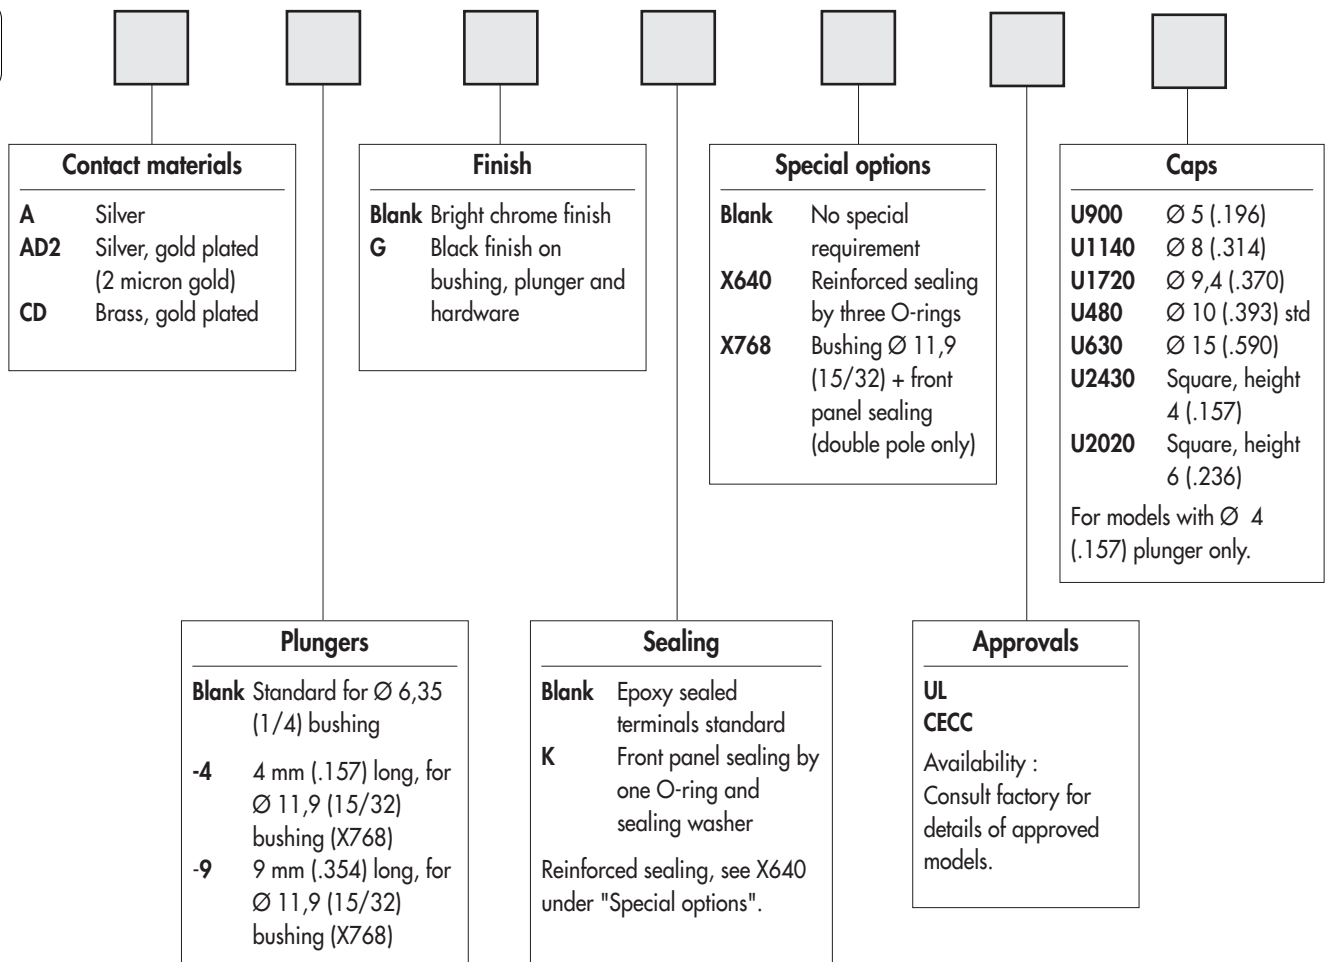 Contact materials
A Silver
AD2 Silver, gold plated
(2 micron gold)
CD Brass, gold plated
Finish
Blank Bright chrome finish
G Black finish on
bushing, plunger and
hardware
Special options
Blank No special
requirement
X640 Reinforced sealing
by three O-rings
X768 Bushing Ø 11,9
(15/32) + front
panel sealing
(double pole only)
Caps
U900 Ø 5 (.196)
U1140 Ø 8 (.314)
U1720 Ø 9,4 (.370)
U480 Ø 10 (.393) std
U630 Ø 15 (.590)
U2430 Square, height
4 (.157)
U2020 Square, height
6 (.236)
For models with Ø 4
(.157) plunger only.
Plungers
Blank Standard for Ø 6,35
(1/4) bushing
-4 4 mm (.157) long, for
Ø 11,9 (15/32)
bushing (X768)
-9 9 mm (.354) long, for
Ø 11,9 (15/32)
bushing (X768)
Sealing
Blank Epoxy sealed
terminals standard
K Front panel sealing by
one O-ring and
sealing washer
Reinforced sealing, see X640
under "Special options".
Approvals
UL
CECC
Availability :
Consult factory for
details of approved
models.